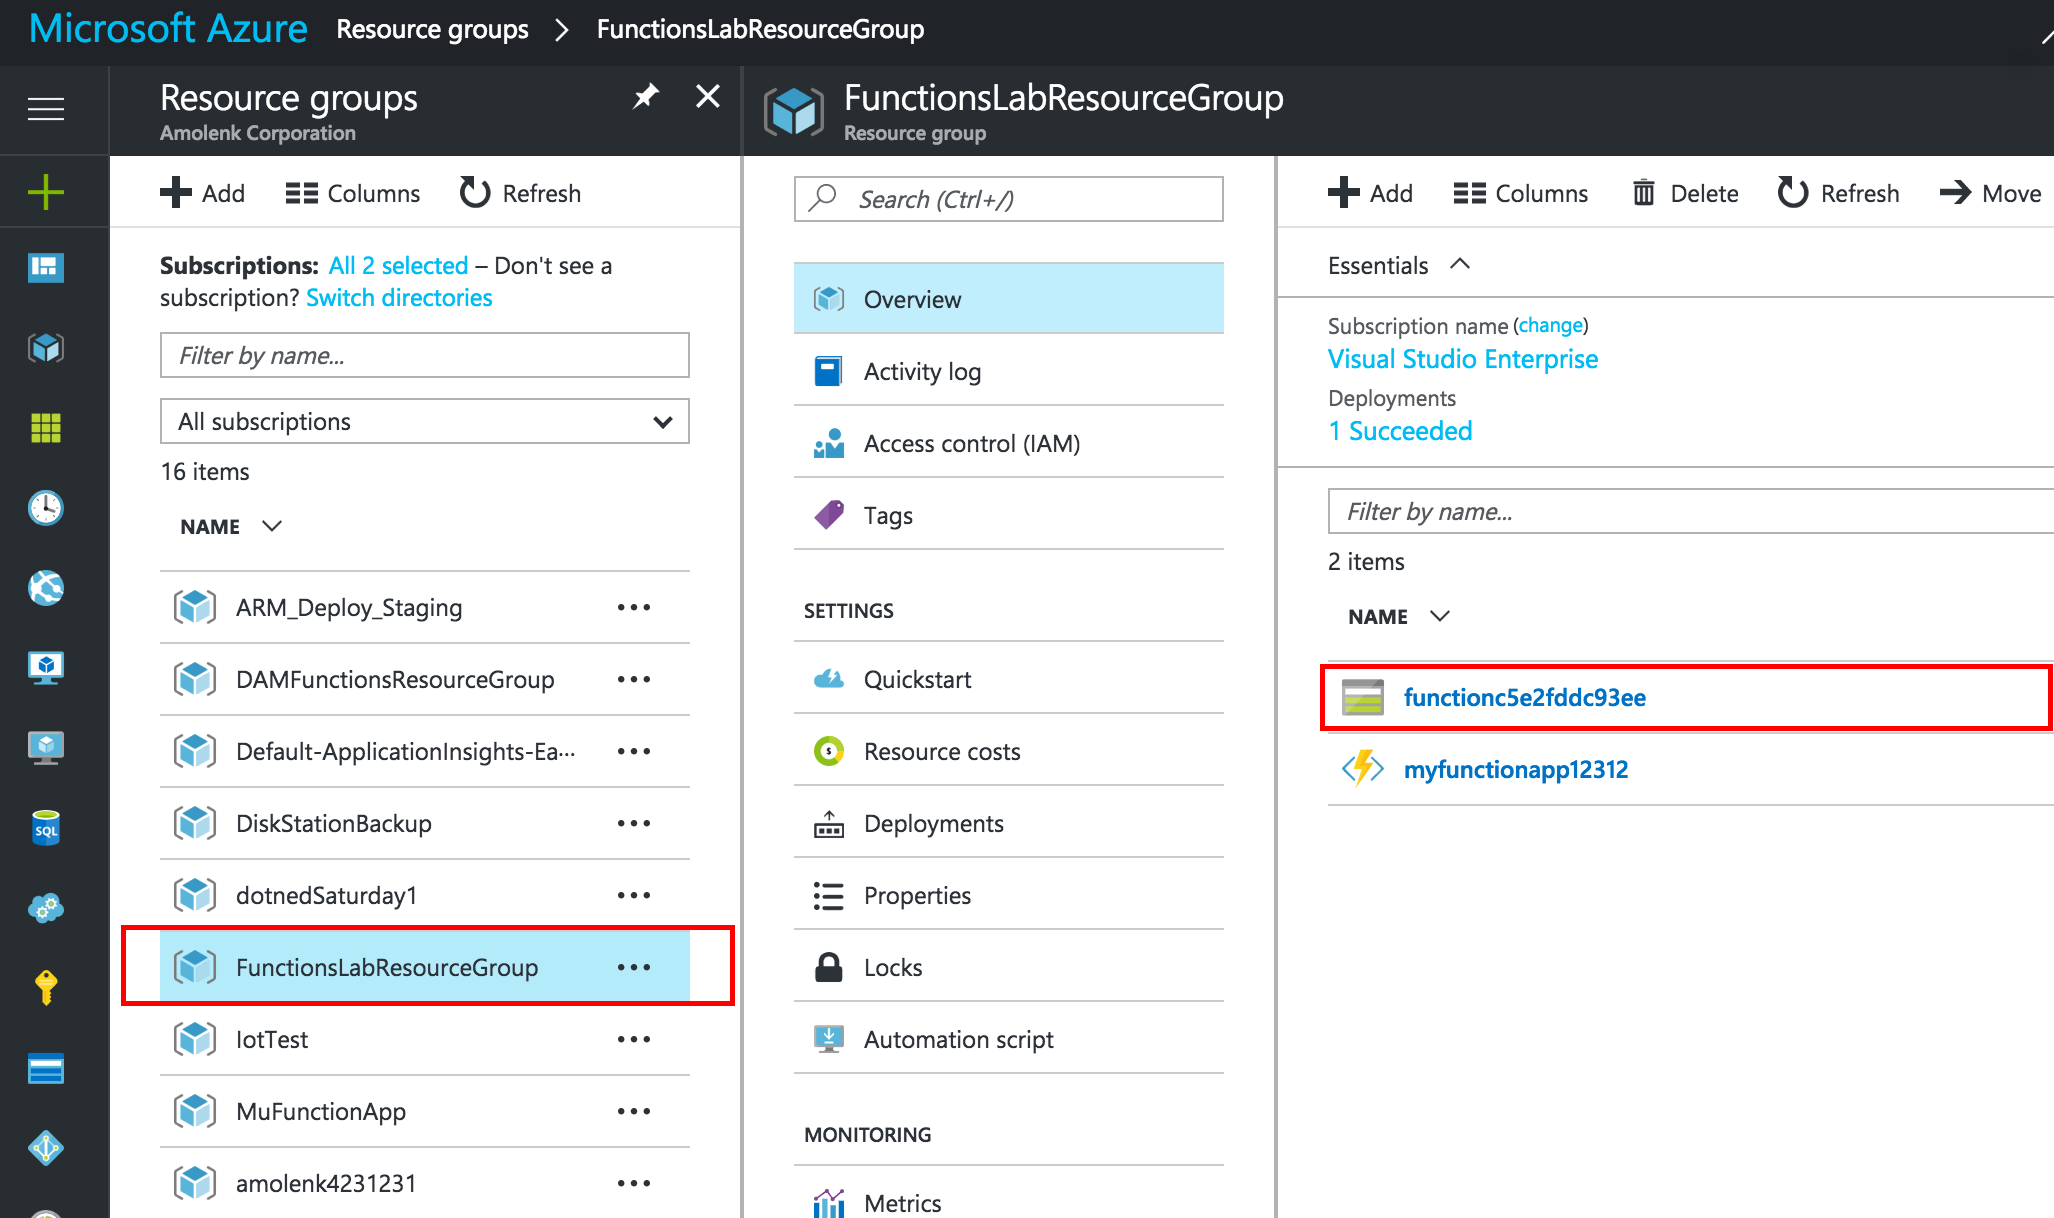 Microsoft Azure Resource groups > FunctionsLabResourceGroup
Resource groups
Amolenk Corporation
Add Columns Refresh
Subscriptions: All 2 selected – Don't see a
subscription? Switch directories
Filter by name...
All subscriptions
16 items
NAME
ARM_Deploy_Staging
DAMFunctionsResourceGroup
Default-ApplicationInsights-Ea...
DiskStationBackup
dotnedSaturday1
FunctionsLabResourceGroup
IotTest
MuFunctionApp
amolenk4231231
SQL
FunctionsLabResourceGroup
Resource group
Search (Ctrl+/)
Overview
Activity log
Access control (IAM)
Tags
SETTINGS
Quickstart
Resource costs
Deployments
Properties
Locks
Automation script
MONITORING
Metrics
Add Columns Delete Refresh Move
Essentials
Subscription name (change)
Visual Studio Enterprise
Deployments
1 Succeeded
Filter by name...
2 items
NAME
functionc5e2fddc93ee
myfunctionapp12312